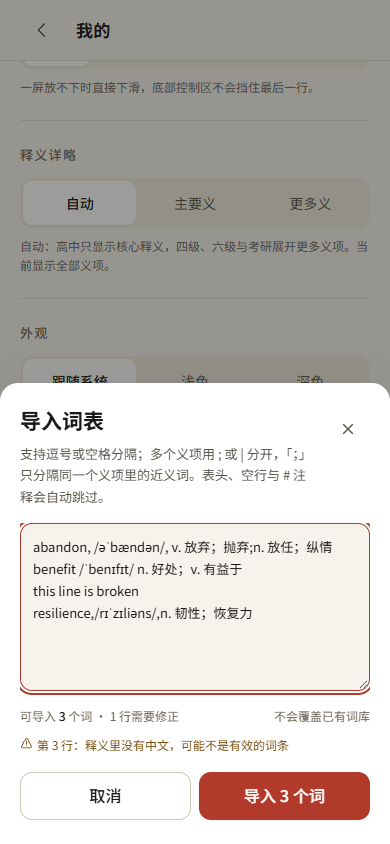 我的
一屏放不下时直接下滑，底部控制区不会挡住最后一行。
释义详略
自动
主要义
更多义
自动：高中只显示核心释义，四级、六级与考研展开更多义项。当
前显示全部义项。
外观
跟随系统
浅色
深色
导入词表
支持逗号或空格分隔；多个义项用 ; 或 | 分开，「；」
只分隔同一个义项里的近义词。表头、空行与 # 注
释会自动跳过。
abandon, /əˈbændən/, v. 放弃；抛弃;n. 放任；纵情
benefit /ˈbenɪfɪt/ n. 好处；v. 有益于
this line is broken
resilience,/rɪˈzɪliəns/,n. 韧性；恢复力
可导入 3 个词 · 1 行需要修正
不会覆盖已有词库
第 3 行：释义里没有中文，可能不是有效的词条
取消
导入 3 个词